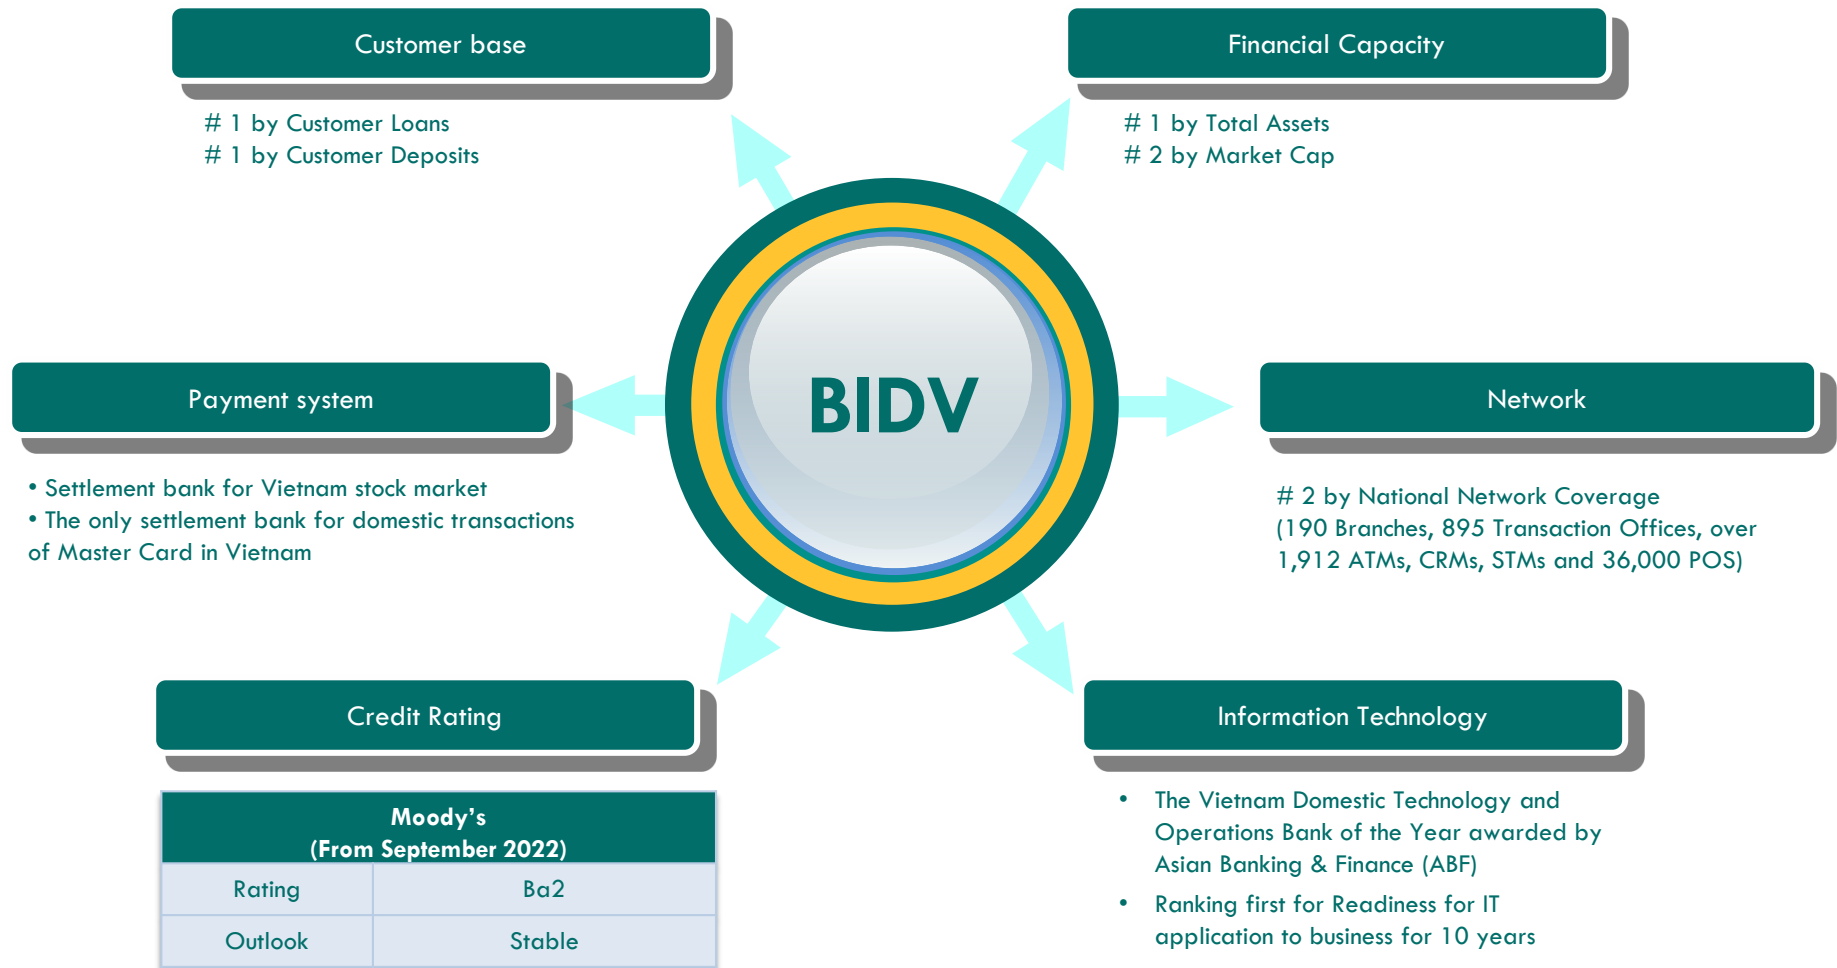 Customer base
# 1 by Customer Loans
# 1 by Customer Deposits
Financial Capacity
# 1 by Total Assets
# 2 by Market Cap
BIDV
Payment system
• Settlement bank for Vietnam stock market
• The only settlement bank for domestic transactions
of Master Card in Vietnam
Network
# 2 by National Network Coverage
(190 Branches, 895 Transaction Offices, over
1,912 ATMs, CRMs, STMs and 36,000 POS)
Credit Rating
Moody’s
(From September 2022)
Rating Ba2
Outlook Stable
Information Technology
• The Vietnam Domestic Technology and
Operations Bank of the Year awarded by
Asian Banking & Finance (ABF)
• Ranking first for Readiness for IT
application to business for 10 years